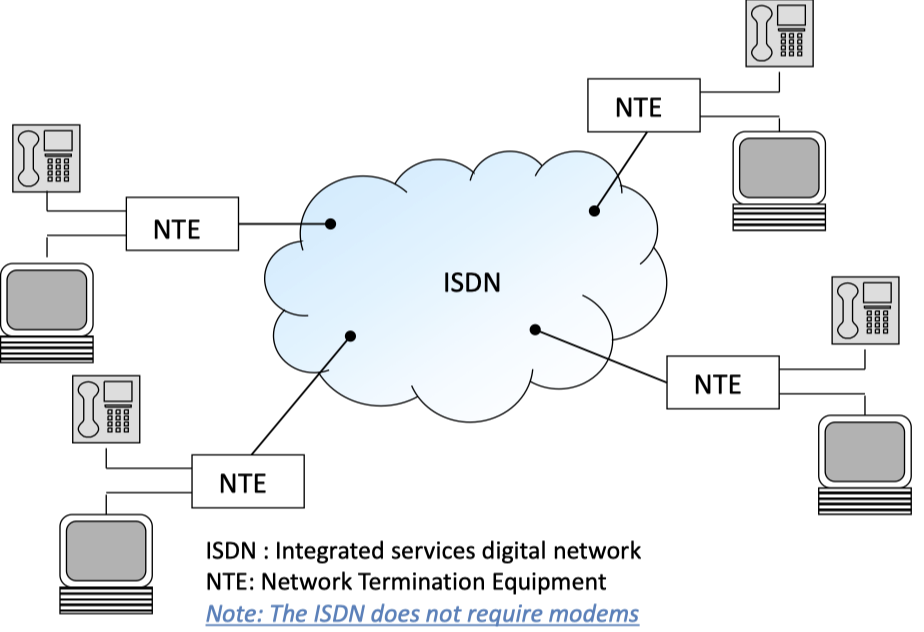 NTE
NTE
ISDN
NTE
NTE
ISDN : Integrated services digital network
NTE: Network Termination Equipment
Note: The ISDN does not require modems